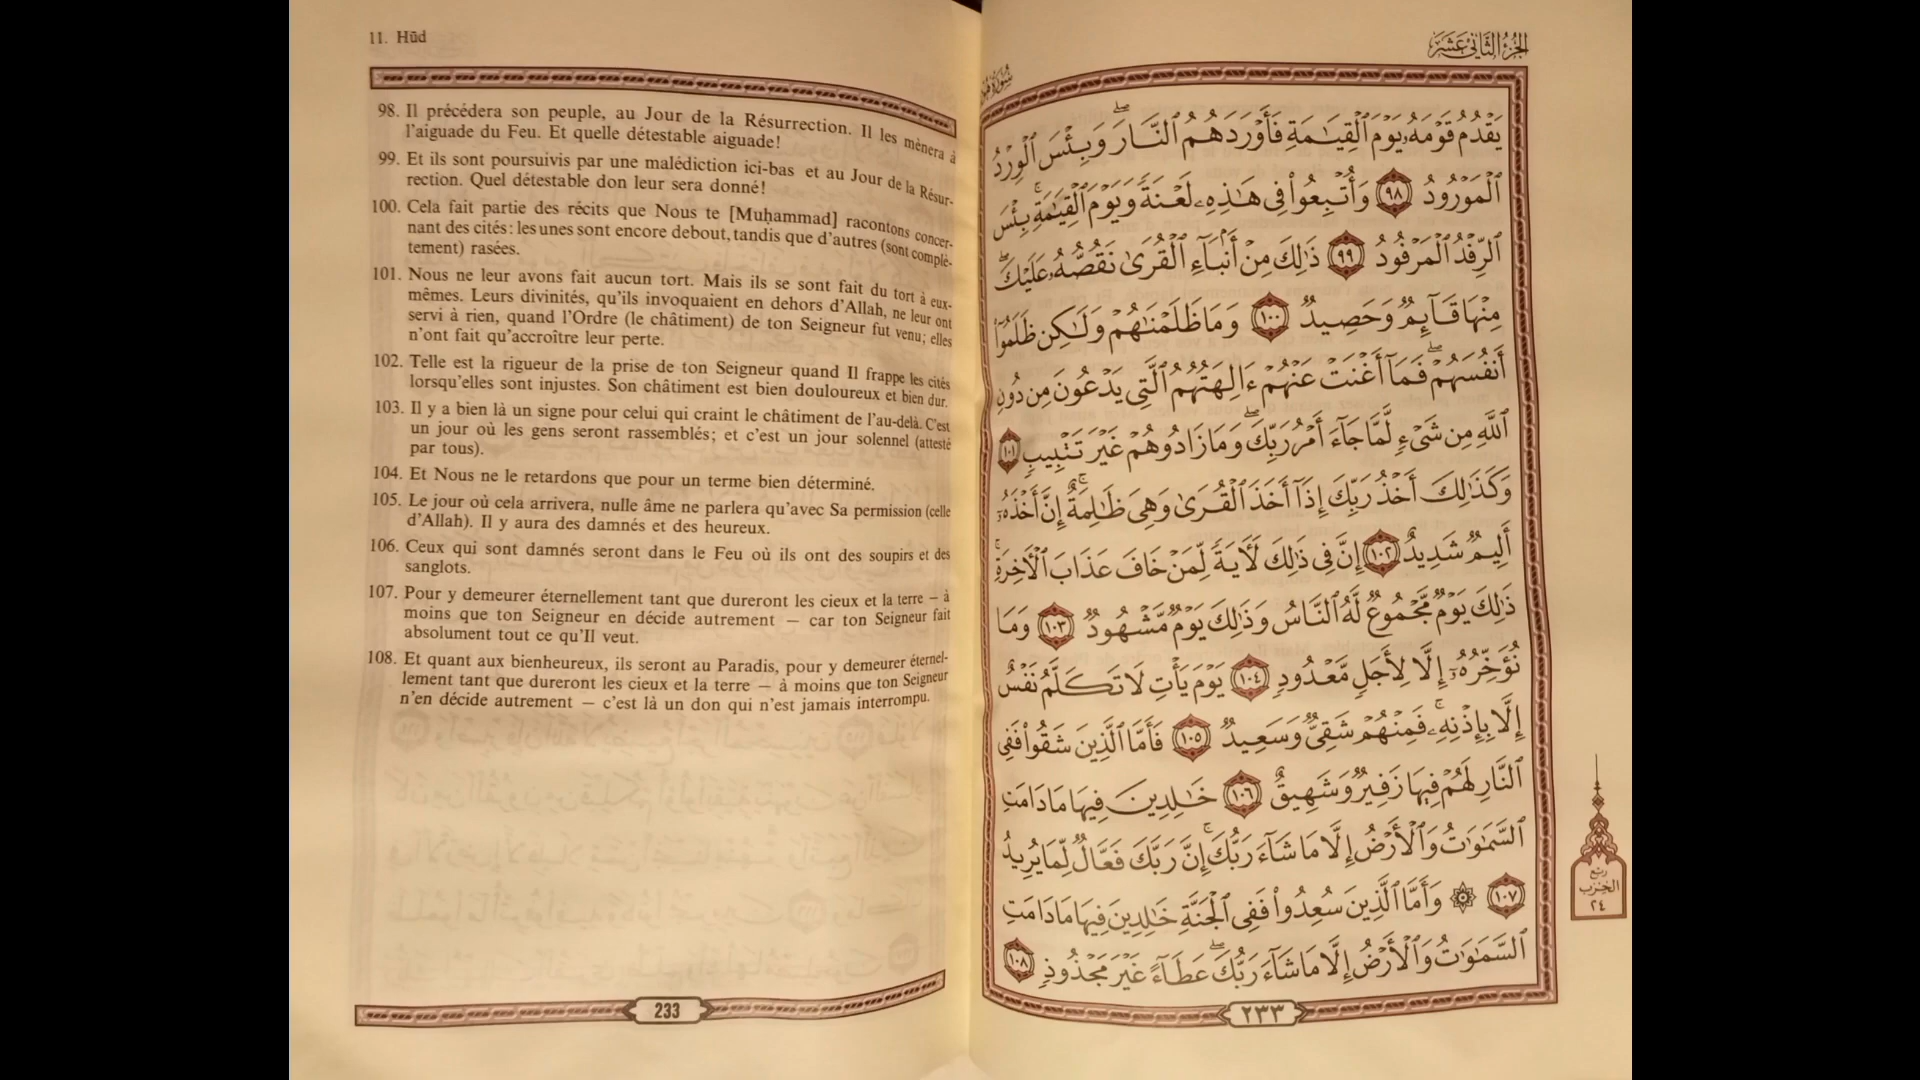 11. Hūd
98. Il précédera son peuple, au Jour de la Résurrection. Il les mènera à
l'aiguade du Feu. Et quelle détestable aiguade!
99. Et ils sont poursuivis par une malédiction ici-bas et au Jour de la Résur-
rection. Quel détestable don leur sera donné!
100. Cela fait partie des récits que Nous te [Muḥammad] racontons concer-
nant des cités: les unes sont encore debout, tandis que d'autres (sont complè-
tement) rasées.
101. Nous ne leur avons fait aucun tort. Mais ils se sont fait du tort à eux-
mêmes. Leurs divinités, qu'ils invoquaient en dehors d'Allah, ne leur ont
servi à rien, quand l'Ordre (le châtiment) de ton Seigneur fut venu; elles
n'ont fait qu'accroître leur perte.
102. Telle est la rigueur de la prise de ton Seigneur quand Il frappe les cités
lorsqu'elles sont injustes. Son châtiment est bien douloureux et bien dur.
103. Il y a bien là un signe pour celui qui craint le châtiment de l'au-delà. C'est
un jour où les gens seront rassemblés; et c'est un jour solennel (attesté
par tous).
104. Et Nous ne le retardons que pour un terme bien déterminé.
105. Le jour où cela arrivera, nulle âme ne parlera qu'avec Sa permission (celle
d'Allah). Il y aura des damnés et des heureux.
106. Ceux qui sont damnés seront dans le Feu où ils ont des soupirs et des
sanglots.
107. Pour y demeurer éternellement tant que dureront les cieux et la terre – à
moins que ton Seigneur en décide autrement – car ton Seigneur fait
absolument tout ce qu'Il veut.
108. Et quant aux bienheureux, ils seront au Paradis, pour y demeurer éternel-
lement tant que dureront les cieux et la terre – à moins que ton Seigneur
n'en décide autrement – c'est là un don qui n'est jamais interrompu.
233
الجزء الثاني عشر
سورة هود
يَقْدُمُ قَوْمَهُۥ يَوْمَ ٱلْقِيَٰمَةِ فَأَوْرَدَهُمُ ٱلنَّارَ ۖ وَبِئْسَ ٱلْوِرْدُ
ٱلْمَوْرُودُ ٩٨ وَأُتْبِعُوا۟ فِى هَٰذِهِۦ لَعْنَةً وَيَوْمَ ٱلْقِيَٰمَةِ ۚ بِئْسَ
ٱلرِّفْدُ ٱلْمَرْفُودُ ٩٩ ذَٰلِكَ مِنْ أَنۢبَآءِ ٱلْقُرَىٰ نَقُصُّهُۥ عَلَيْكَ ۖ
مِنْهَا قَآئِمٌ وَحَصِيدٌ ١٠٠ وَمَا ظَلَمْنَٰهُمْ وَلَٰكِن ظَلَمُوٓا۟
أَنفُسَهُمْ ۖ فَمَآ أَغْنَتْ عَنْهُمْ ءَالِهَتُهُمُ ٱلَّتِى يَدْعُونَ مِن دُونِ
ٱللَّهِ مِن شَىْءٍ لَّمَّا جَآءَ أَمْرُ رَبِّكَ ۖ وَمَا زَادُوهُمْ غَيْرَ تَتْبِيبٍ ١٠١
وَكَذَٰلِكَ أَخْذُ رَبِّكَ إِذَآ أَخَذَ ٱلْقُرَىٰ وَهِىَ ظَٰلِمَةٌ ۚ إِنَّ أَخْذَهُۥٓ
أَلِيمٌ شَدِيدٌ ١٠٢ إِنَّ فِى ذَٰلِكَ لَءَايَةً لِّمَنْ خَافَ عَذَابَ ٱلْءَاخِرَةِ ۚ
ذَٰلِكَ يَوْمٌ مَّجْمُوعٌ لَّهُ ٱلنَّاسُ وَذَٰلِكَ يَوْمٌ مَّشْهُودٌ ١٠٣ وَمَا
نُؤَخِّرُهُۥٓ إِلَّا لِأَجَلٍ مَّعْدُودٍ ١٠٤ يَوْمَ يَأْتِ لَا تَكَلَّمُ نَفْسٌ
إِلَّا بِإِذْنِهِۦ ۚ فَمِنْهُمْ شَقِىٌّ وَسَعِيدٌ ١٠٥ فَأَمَّا ٱلَّذِينَ شَقُوا۟ فَفِى
ٱلنَّارِ لَهُمْ فِيهَا زَفِيرٌ وَشَهِيقٌ ١٠٦ خَٰلِدِينَ فِيهَا مَا دَامَتِ
ٱلسَّمَٰوَٰتُ وَٱلْأَرْضُ إِلَّا مَا شَآءَ رَبُّكَ ۚ إِنَّ رَبَّكَ فَعَّالٌ لِّمَا يُرِيدُ
١٠٧ ۞ وَأَمَّا ٱلَّذِينَ سُعِدُوا۟ فَفِى ٱلْجَنَّةِ خَٰلِدِينَ فِيهَا مَا دَامَتِ
ٱلسَّمَٰوَٰتُ وَٱلْأَرْضُ إِلَّا مَا شَآءَ رَبُّكَ ۖ عَطَآءً غَيْرَ مَجْذُوذٍ ١٠٨
ربع
الحزب
٢٤
٢٣٣